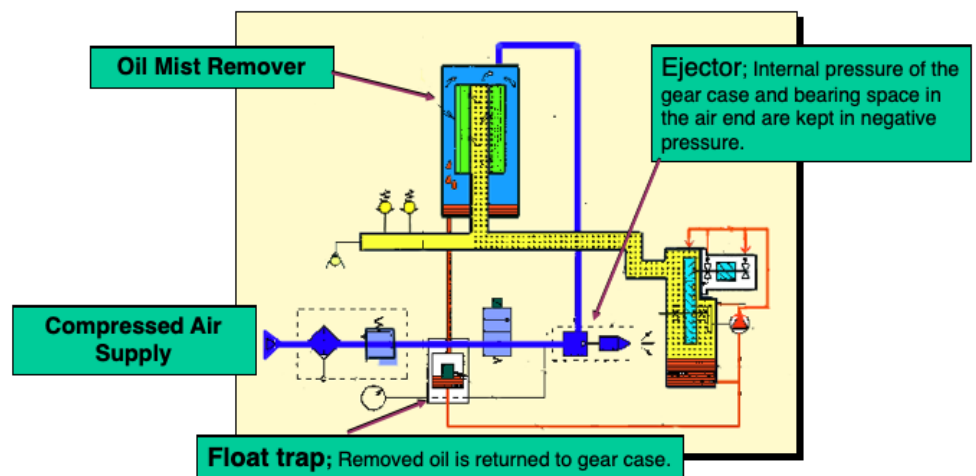 Oil Mist Remover
Ejector; Internal pressure of the
gear case and bearing space in
the air end are kept in negative
pressure.
Compressed Air
Supply
Float trap; Removed oil is returned to gear case.